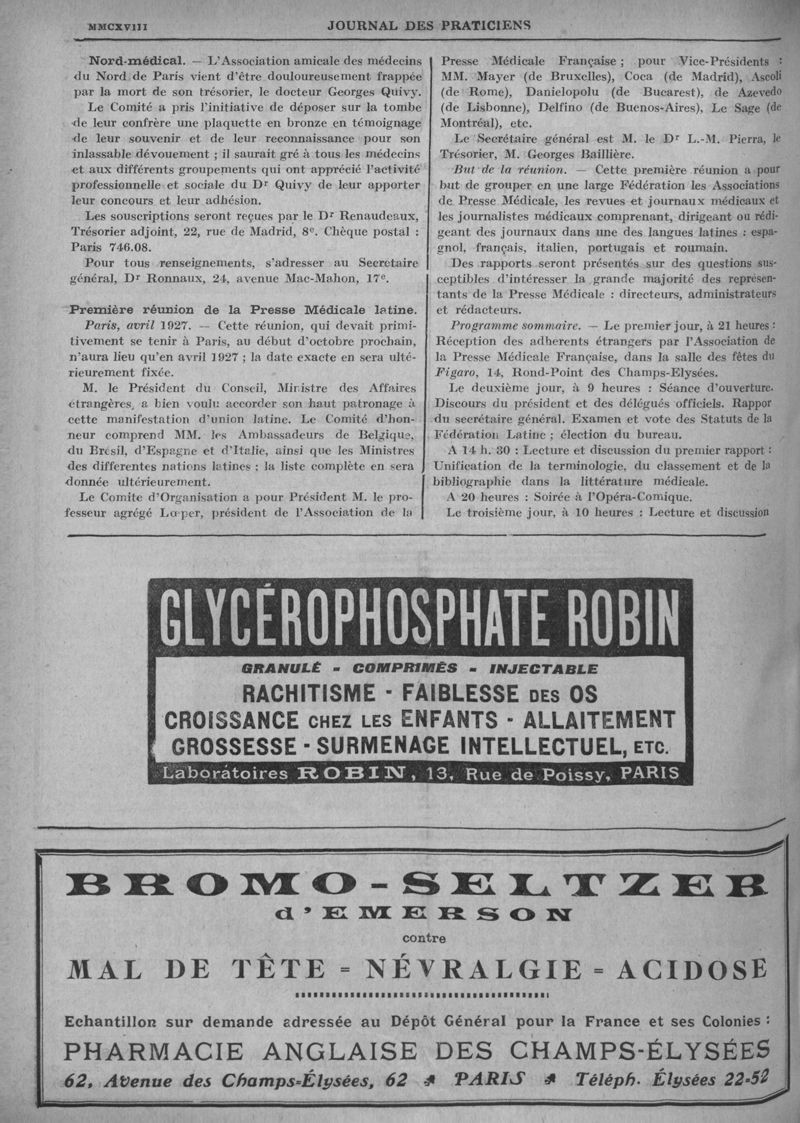 MMCXVIII
JOURNAL DES PRATICIENS
Nord-médical. — L'Association amicale des médecins
du Nord de Paris vient d'être douloureusement frappée
par la mort de son trésorier, le docteur Georges Quivy.
Le Comité a pris l'initiative de déposer sur la tombe
de leur confrère une plaquette en bronze en témoignage
de leur souvenir et de leur reconnaissance pour son
inlassable dévouement ; il saurait gré à tous les médecins
et aux différents groupements qui ont apprécié l'activité
professionnelle et sociale du Dr Quivy de leur apporter
leur concours et leur adhésion.
Les souscriptions seront reçues par le Dr Renaudeaux,
Trésorier adjoint, 22, rue de Madrid, 8e. Chèque postal :
Paris 746.08.
Pour tous renseignements, s'adresser au Secretaire
général, Dr Ronnaux, 24, avenue Mac-Mahon, 17e.
Première réunion de la Presse Médicale latine.
Paris, avril 1927. — Cette réunion, qui devait primi-
tivement se tenir à Paris, au début d'octobre prochain,
n'aura lieu qu'en avril 1927 ; la date exacte en sera ulté-
rieurement fixée.
M. le Président du Conseil, Ministre des Affaires
étrangères, a bien voulu accorder son haut patronage à
cette manifestation d'union latine. Le Comité d'hon-
neur comprend MM. les Ambassadeurs de Belgique,
du Brésil, d'Espagne et d'Italie, ainsi que les Ministres
des differentes nations latines ; la liste complète en sera
donnée ultérieurement.
Le Comite d'Organisation a pour Président M. le pro-
fesseur agrégé Lœper, président de l'Association de la
Presse Médicale Française ; pour Vice-Présidents :
MM. Mayer (de Bruxelles), Coca (de Madrid), Ascoli
(de Rome), Danielopolu (de Bucarest), de Azevedo
(de Lisbonne), Delfino (de Buenos-Aires), Le Sage (de
Montréal), etc.
Le Secrétaire général est M. le Dr L.-M. Pierra, le
Trésorier, M. Georges Baillière.
But de la réunion. — Cette première réunion a pour
but de grouper en une large Fédération les Associations
de Presse Médicale, les revues et journaux médicaux et
les journalistes médicaux comprenant, dirigeant ou rédi-
geant des journaux dans une des langues latines : espa-
gnol, français, italien, portugais et roumain.
Des rapports seront présentés sur des questions sus-
ceptibles d'intéresser la grande majorité des représen-
tants de la Presse Médicale : directeurs, administrateurs
et rédacteurs.
Programme sommaire. — Le premier jour, à 21 heures :
Réception des adherents étrangers par l'Association de
la Presse Médicale Française, dans la salle des fêtes du
Figaro, 14, Rond-Point des Champs-Elysées.
Le deuxième jour, à 9 heures : Séance d'ouverture.
Discours du président et des délégués officiels. Rappor
du secrétaire général. Examen et vote des Statuts de la
Fédération Latine ; élection du bureau.
A 14 h. 30 : Lecture et discussion du premier rapport :
Unification de la terminologie, du classement et de la
bibliographie dans la littérature médicale.
A 20 heures : Soirée à l'Opéra-Comique.
Le troisième jour, à 10 heures : Lecture et discussion
GLYCÉROPHOSPHATE ROBIN
GRANULÉ - COMPRIMÉS - INJECTABLE
RACHITISME - FAIBLESSE DES OS
CROISSANCE CHEZ LES ENFANTS - ALLAITEMENT
GROSSESSE - SURMENAGE INTELLECTUEL, ETC.
Laboratoires ROBIN, 13, Rue de Poissy, PARIS
BROMO-SELTZER
d'EMERSON
contre
MAL DE TÊTE = NÉVRALGIE = ACIDOSE
Echantillon sur demande adressée au Dépôt Général pour la France et ses Colonies :
PHARMACIE ANGLAISE DES CHAMPS-ÉLYSÉES
62, Avenue des Champs-Élysées, 62 PARIS Téléph. Élysées 22-52